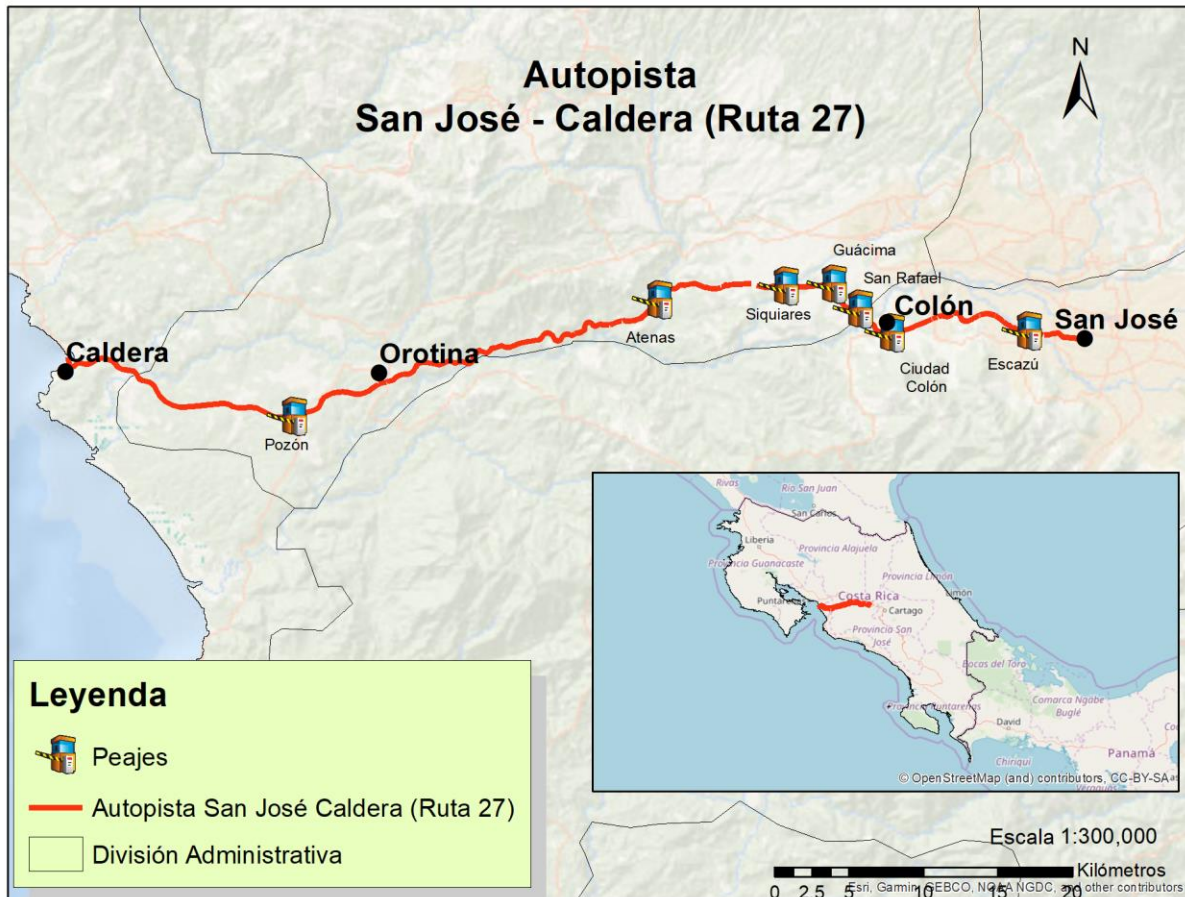 Autopista
San José - Caldera (Ruta 27)
N
Guácima
San Rafael
Colón
San José
Siquiares
Atenas
Ciudad
Colón
Escazú
Caldera
Orotina
Pozón
Rivas
Río San Juan
San Carlos
Liberia
Provincia Alajuela
Provincia Guanacaste
Provincia Limón
Puntarenas
Costa Rica
Limón
Cartago
Provincia San
José
Bocas del Toro
Provincia Puntarenas
Comarca Ngäbe
Buglé
David
Panamá
Chiriquí
Veraguas
© OpenStreetMap (and) contributors, CC-BY-SA
Leyenda
Peajes
Autopista San José Caldera (Ruta 27)
División Administrativa
Escala 1:300,000
Kilómetros
0 2.5 5 10 15 20
Esri, Garmin, GEBCO, NOAA NGDC, and other contributors